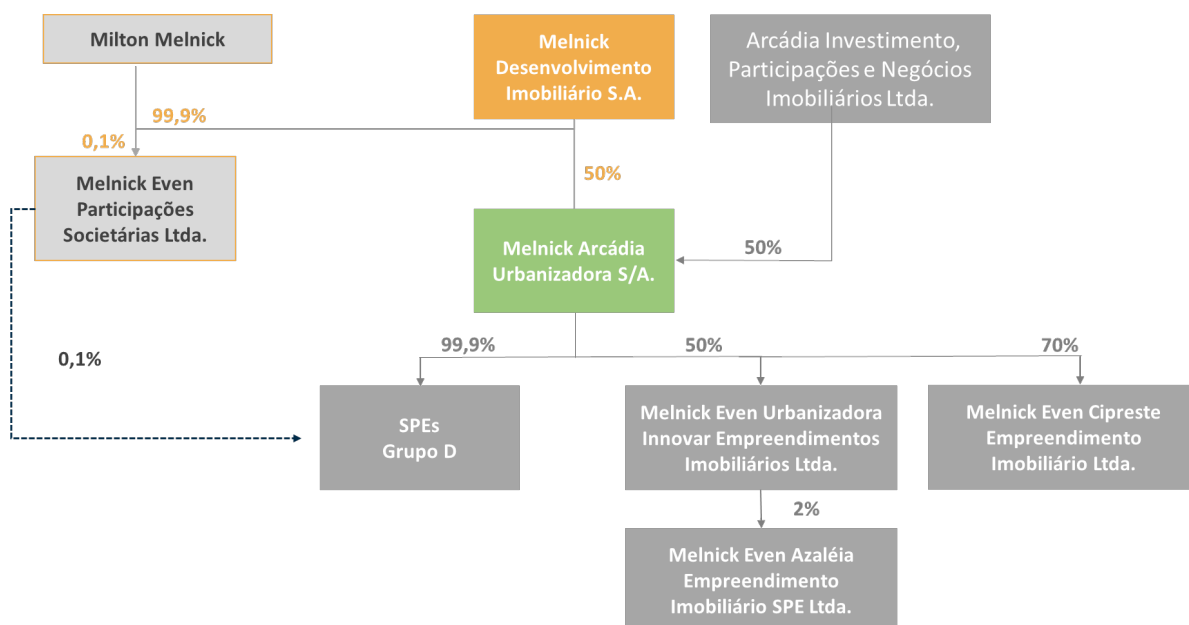 Milton Melnick
Melnick
Desenvolvimento
Imobiliário S.A.
Arcádia Investimento,
Participações e Negócios
Imobiliários Ltda.
99,9%
0,1%
Melnick Even
Participações
Societárias Ltda.
50%
Melnick Arcádia
Urbanizadora S/A.
50%
0,1%
99,9%
50%
70%
SPEs
Grupo D
Melnick Even Urbanizadora
Innovar Empreendimentos
Imobiliários Ltda.
Melnick Even Cipreste
Empreendimento
Imobiliário Ltda.
2%
Melnick Even Azaléia
Empreendimento
Imobiliário SPE Ltda.